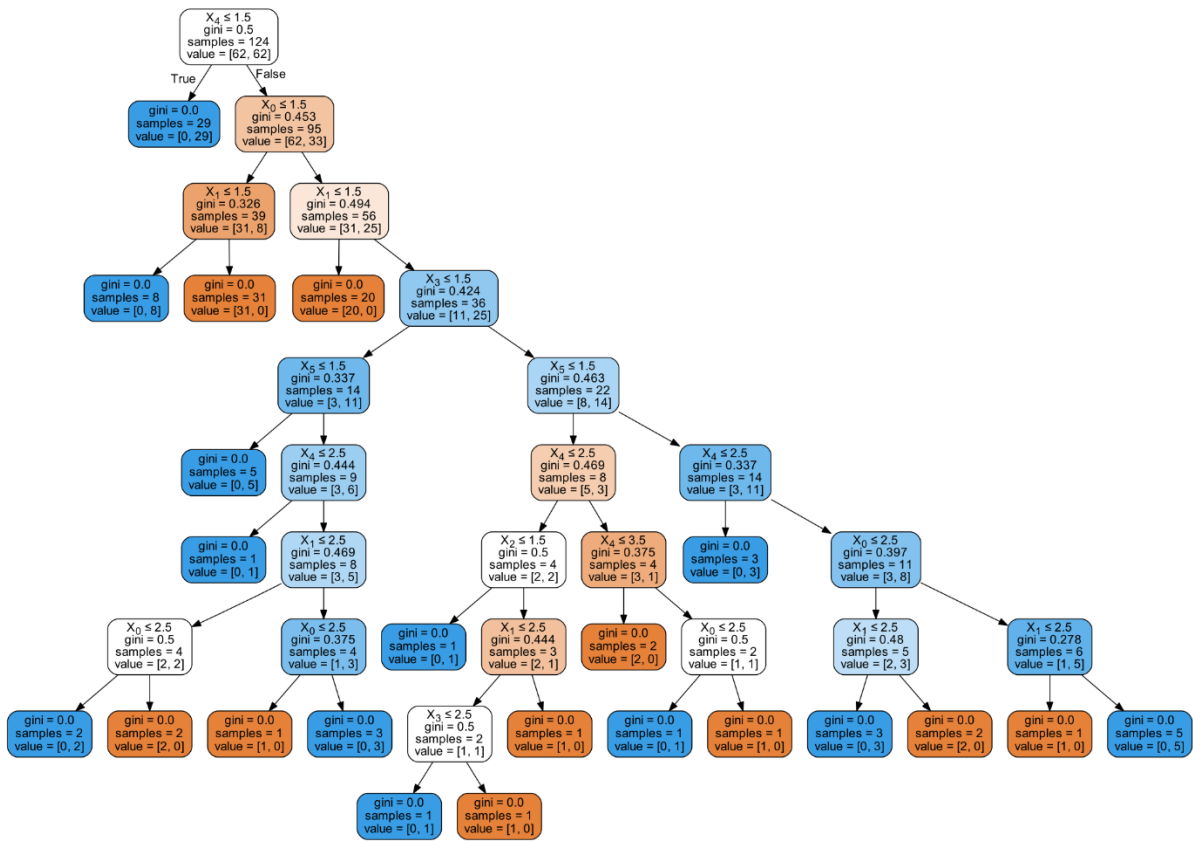 X4 ≤ 1.5
gini = 0.5
samples = 124
value = [62, 62]
True
False
gini = 0.0
samples = 29
value = [0, 29]
X0 ≤ 1.5
gini = 0.453
samples = 95
value = [62, 33]
X1 ≤ 1.5
gini = 0.326
samples = 39
value = [31, 8]
X1 ≤ 1.5
gini = 0.494
samples = 56
value = [31, 25]
gini = 0.0
samples = 8
value = [0, 8]
gini = 0.0
samples = 31
value = [31, 0]
gini = 0.0
samples = 20
value = [20, 0]
X3 ≤ 1.5
gini = 0.424
samples = 36
value = [11, 25]
X5 ≤ 1.5
gini = 0.337
samples = 14
value = [3, 11]
X5 ≤ 1.5
gini = 0.463
samples = 22
value = [8, 14]
gini = 0.0
samples = 5
value = [0, 5]
X4 ≤ 2.5
gini = 0.444
samples = 9
value = [3, 6]
X4 ≤ 2.5
gini = 0.469
samples = 8
value = [5, 3]
X4 ≤ 2.5
gini = 0.337
samples = 14
value = [3, 11]
gini = 0.0
samples = 1
value = [0, 1]
X1 ≤ 2.5
gini = 0.469
samples = 8
value = [3, 5]
X2 ≤ 1.5
gini = 0.5
samples = 4
value = [2, 2]
X4 ≤ 3.5
gini = 0.375
samples = 4
value = [3, 1]
gini = 0.0
samples = 3
value = [0, 3]
X0 ≤ 2.5
gini = 0.397
samples = 11
value = [3, 8]
X0 ≤ 2.5
gini = 0.5
samples = 4
value = [2, 2]
X0 ≤ 2.5
gini = 0.375
samples = 4
value = [1, 3]
gini = 0.0
samples = 1
value = [0, 1]
X1 ≤ 2.5
gini = 0.444
samples = 3
value = [2, 1]
gini = 0.0
samples = 2
value = [2, 0]
X0 ≤ 2.5
gini = 0.5
samples = 2
value = [1, 1]
X1 ≤ 2.5
gini = 0.48
samples = 5
value = [2, 3]
X1 ≤ 2.5
gini = 0.278
samples = 6
value = [1, 5]
gini = 0.0
samples = 2
value = [0, 2]
gini = 0.0
samples = 2
value = [2, 0]
gini = 0.0
samples = 1
value = [1, 0]
gini = 0.0
samples = 3
value = [0, 3]
X3 ≤ 2.5
gini = 0.5
samples = 2
value = [1, 1]
gini = 0.0
samples = 1
value = [1, 0]
gini = 0.0
samples = 1
value = [0, 1]
gini = 0.0
samples = 1
value = [1, 0]
gini = 0.0
samples = 3
value = [0, 3]
gini = 0.0
samples = 2
value = [2, 0]
gini = 0.0
samples = 1
value = [1, 0]
gini = 0.0
samples = 5
value = [0, 5]
gini = 0.0
samples = 1
value = [0, 1]
gini = 0.0
samples = 1
value = [1, 0]